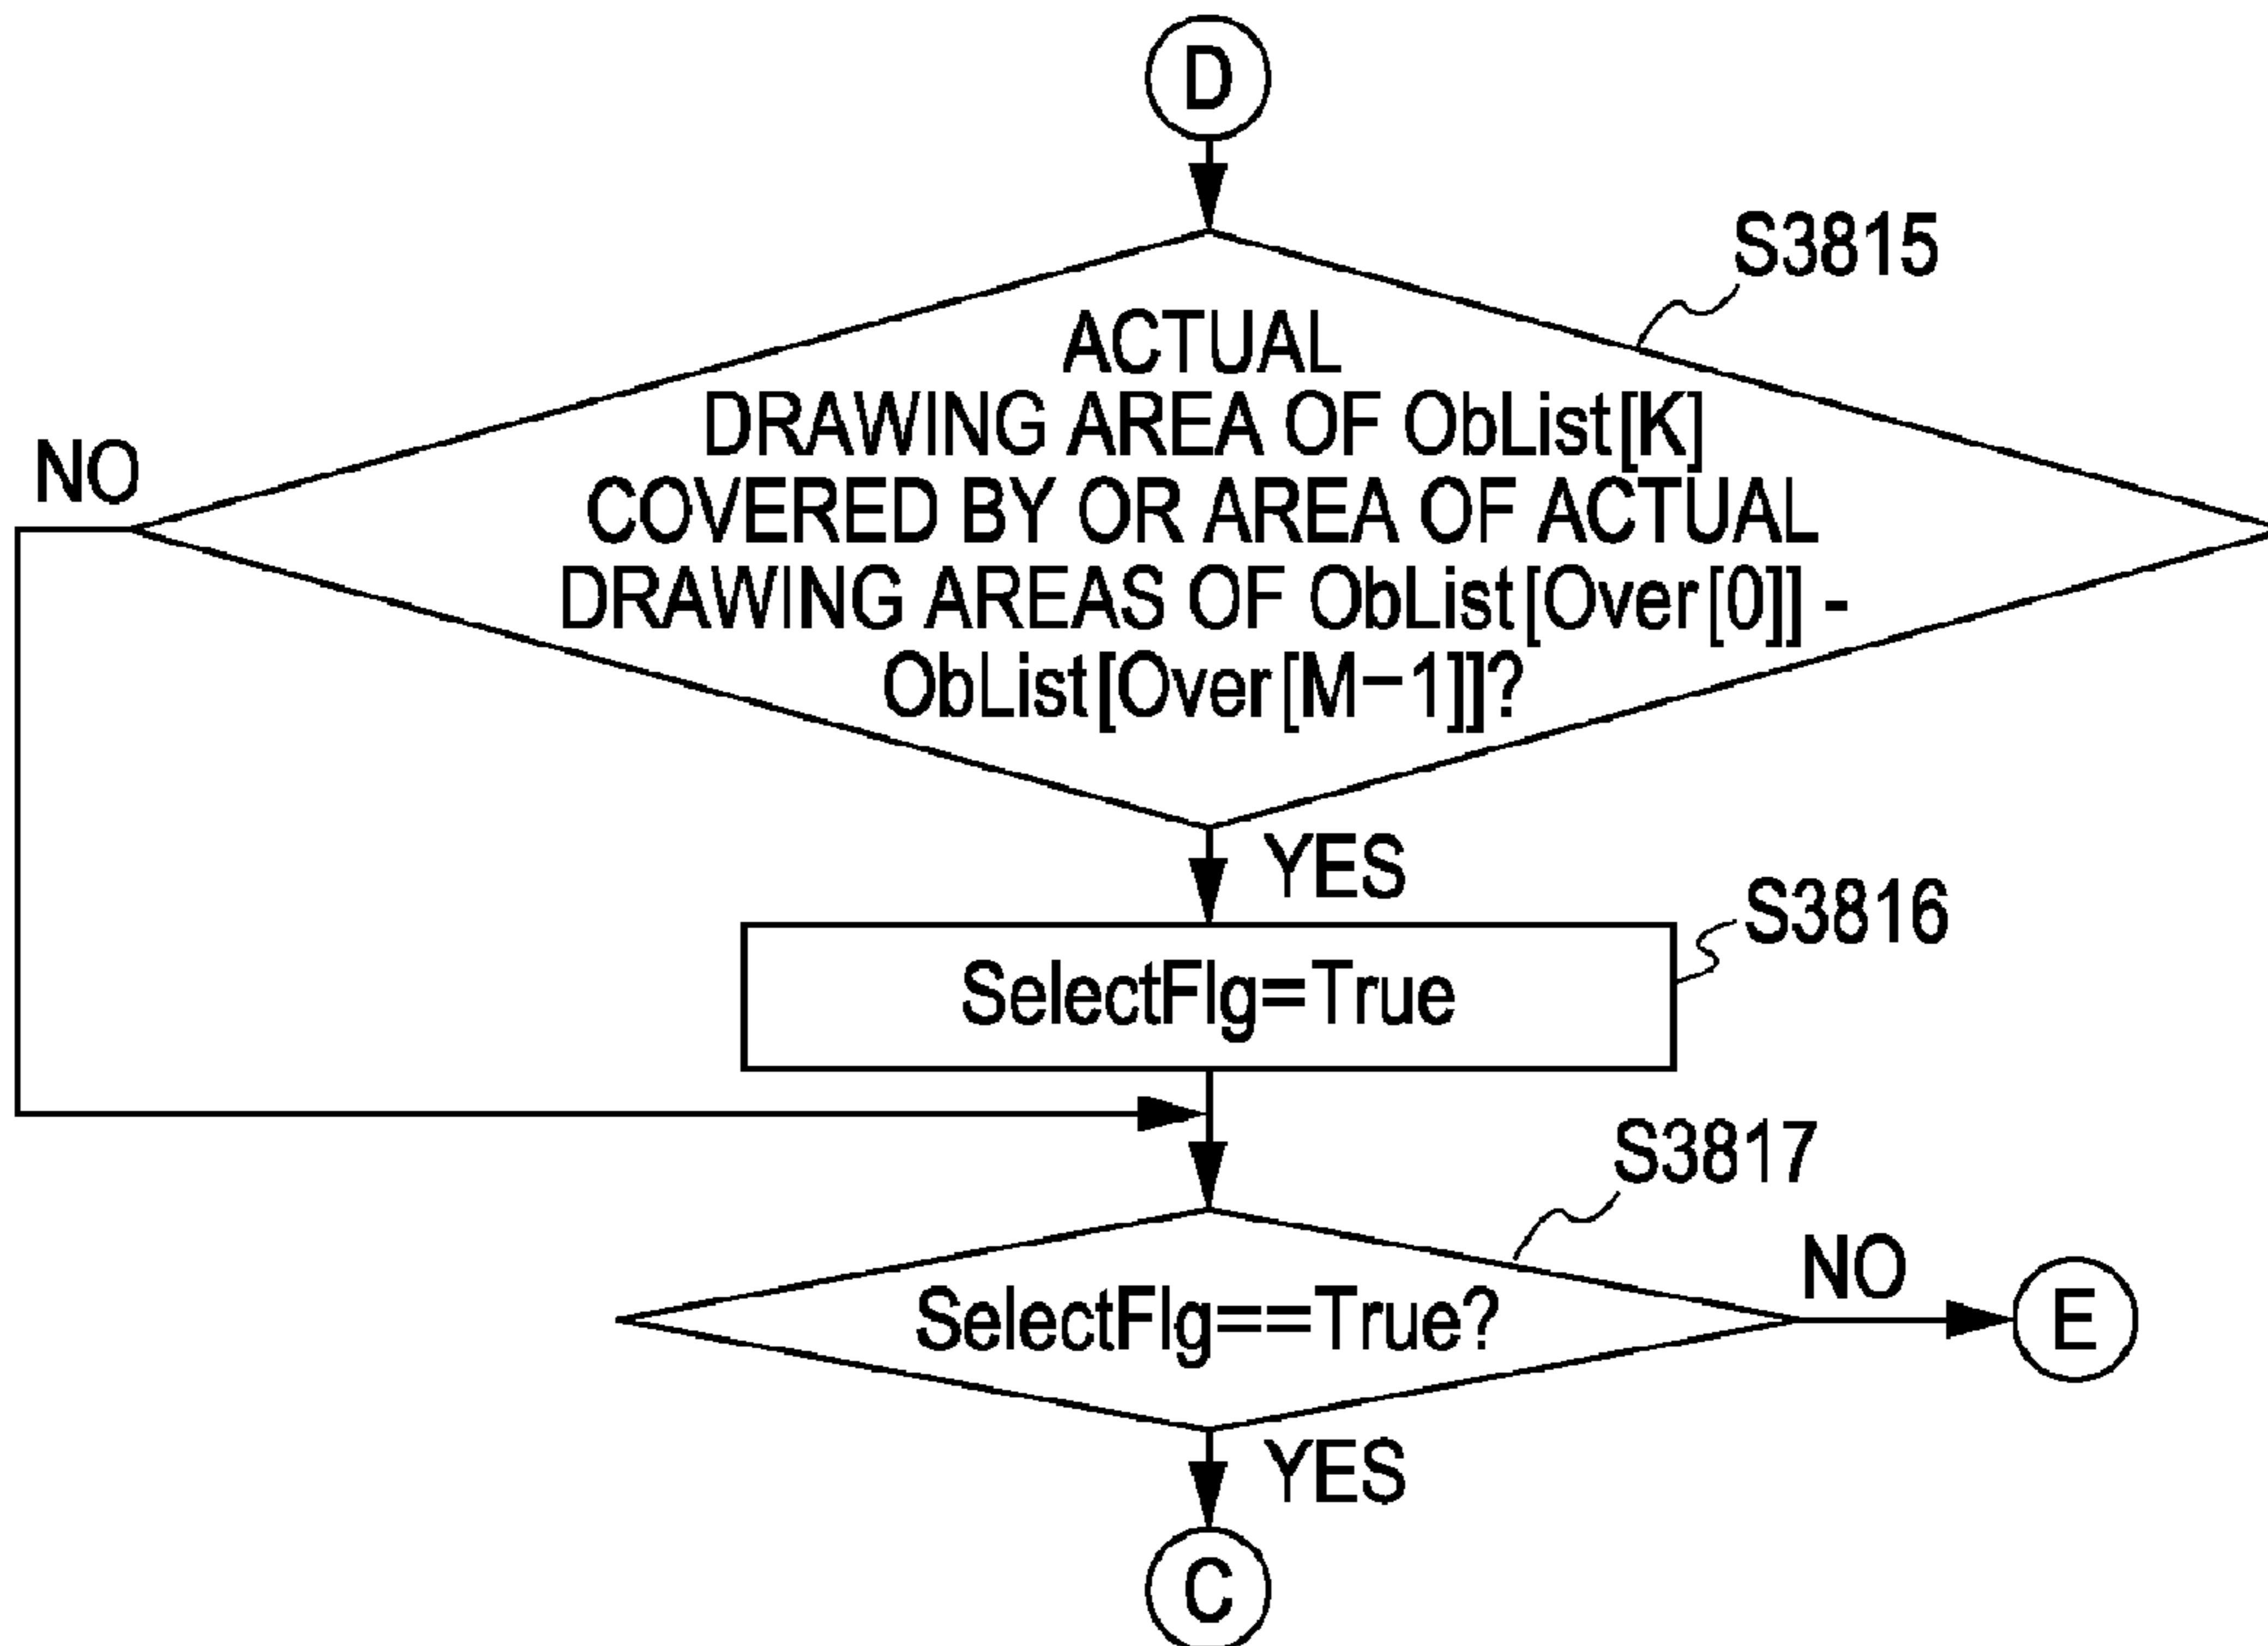 D
S3815
ACTUAL
DRAWING AREA OF ObList[K]
NO
COVERED BY OR AREA OF ACTUAL
DRAWING AREAS OF ObList[Over[0]] -
ObList[Over[M-1]]?
YES
S3816
SelectFlg=True
S3817
NO
SelectFlg==True?
E
YES
C